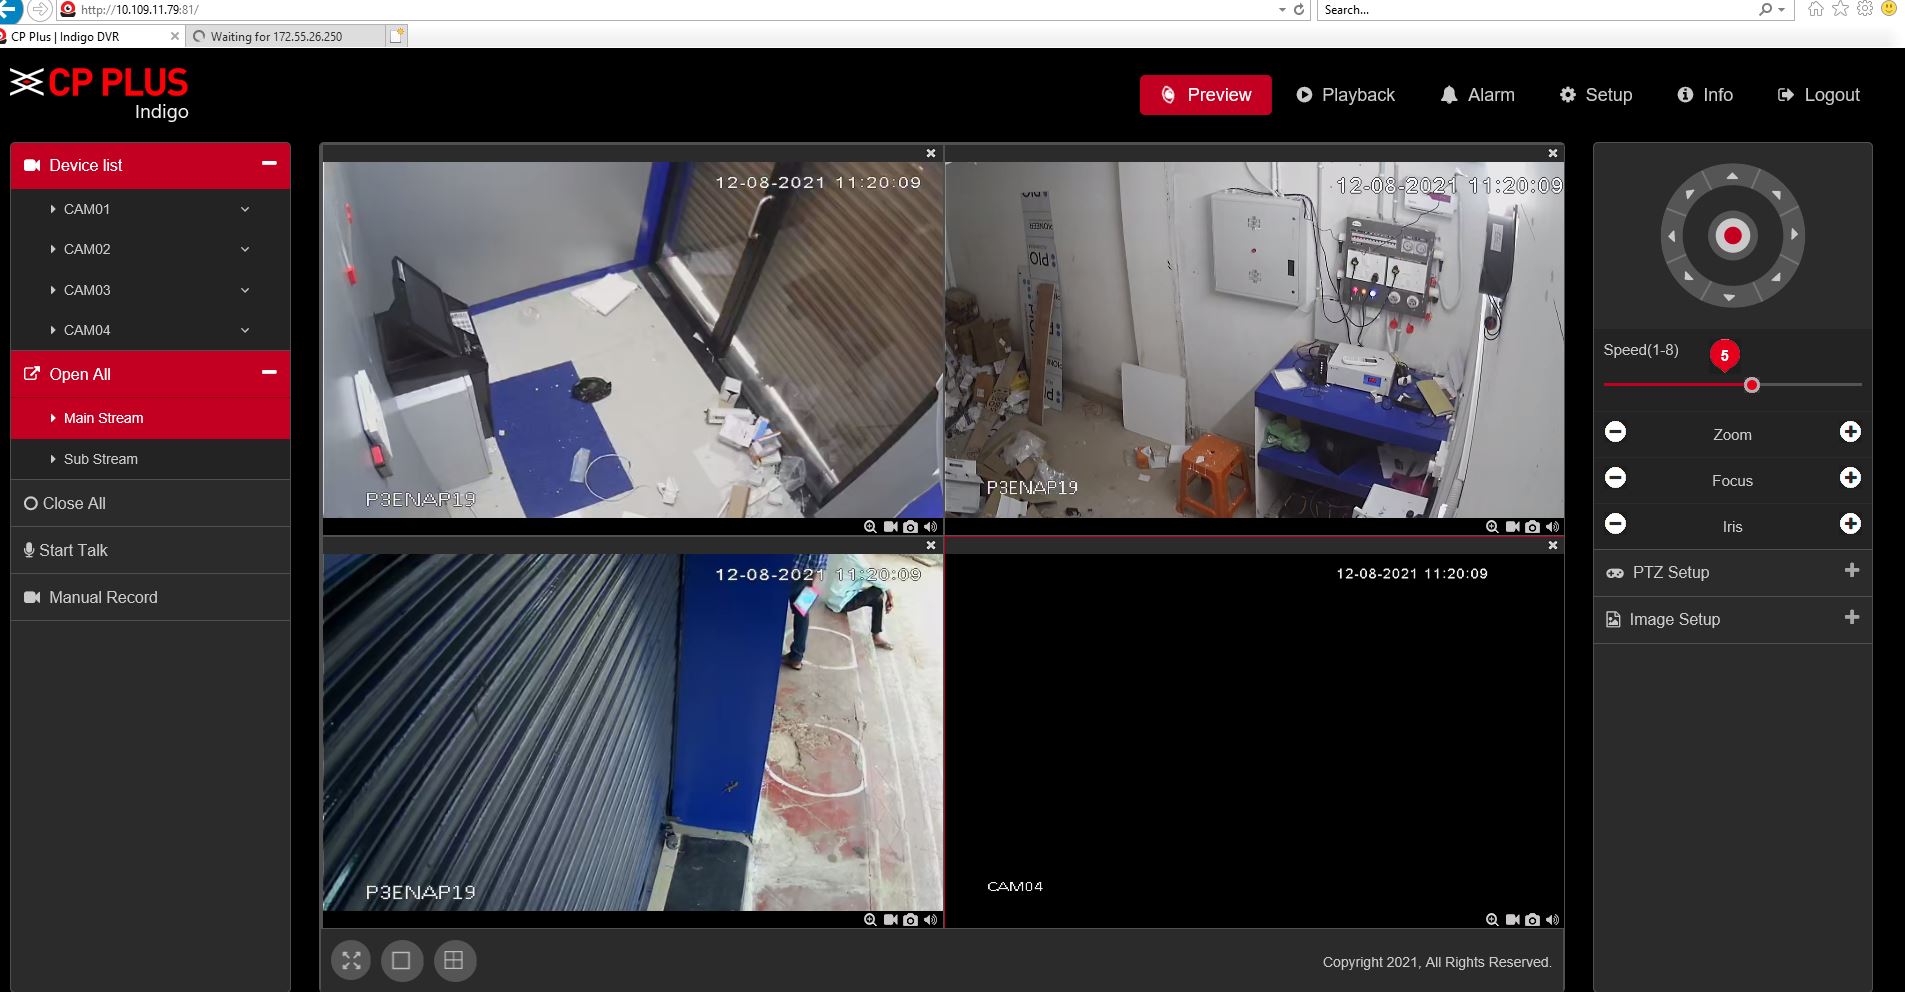 http://10.109.11.79:81/
Search...
CP Plus | Indigo DVR
Waiting for 172.55.26.250
CP PLUS
Indigo
Preview
Playback
Alarm
Setup
Info
Logout
Device list
CAM01
CAM02
CAM03
CAM04
Open All
Main Stream
Sub Stream
Close All
Start Talk
Manual Record
12-08-2021 11:20:09
P3ENAP19
12-08-2021 11:20:09
PIONEER
PIO
P3ENAP19
12-08-2021 11:20:09
P3ENAP19
12-08-2021 11:20:09
CAM04
Speed(1-8)
5
Zoom
Focus
Iris
PTZ Setup
Image Setup
Copyright 2021, All Rights Reserved.